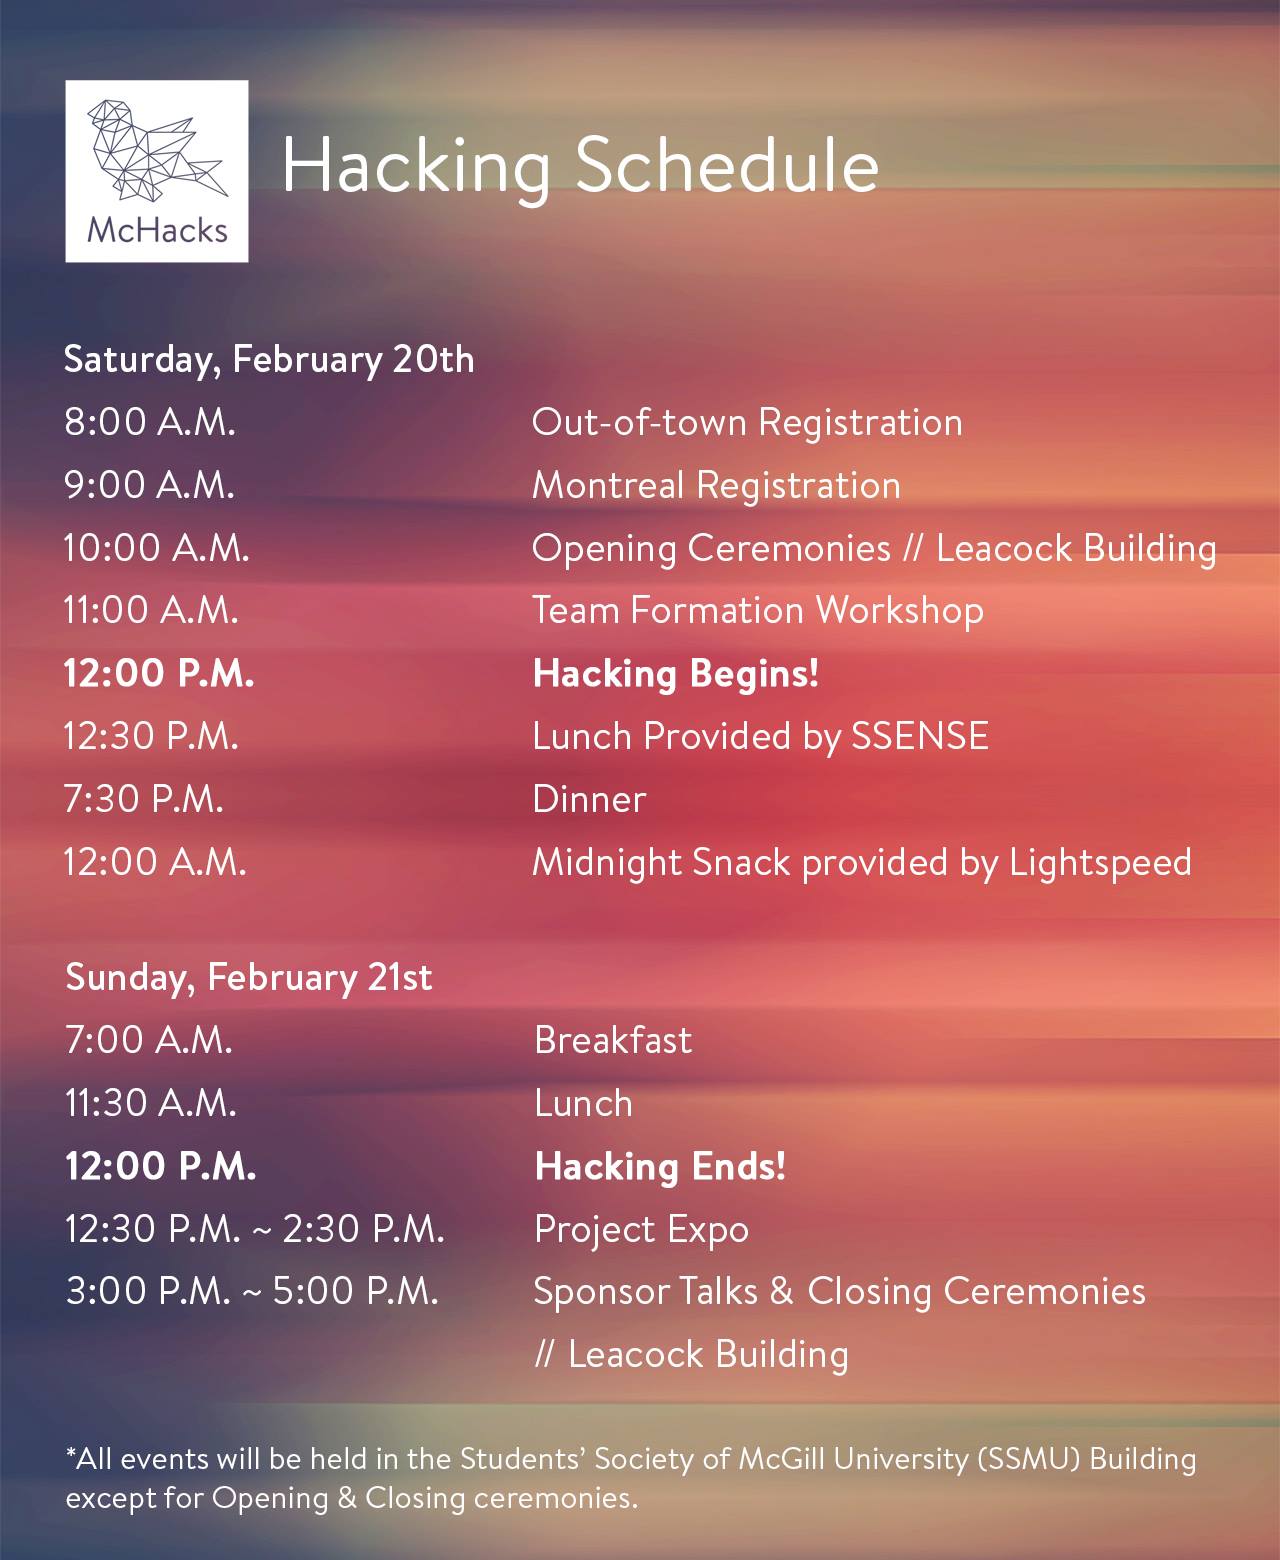 McHacks
Hacking Schedule
Saturday, February 20th
8:00 A.M. Out-of-town Registration
9:00 A.M. Montreal Registration
10:00 A.M. Opening Ceremonies // Leacock Building
11:00 A.M. Team Formation Workshop
12:00 P.M. Hacking Begins!
12:30 P.M. Lunch Provided by SSENSE
7:30 P.M. Dinner
12:00 A.M. Midnight Snack provided by Lightspeed
Sunday, February 21st
7:00 A.M. Breakfast
11:30 A.M. Lunch
12:00 P.M. Hacking Ends!
12:30 P.M. ~ 2:30 P.M. Project Expo
3:00 P.M. ~ 5:00 P.M. Sponsor Talks & Closing Ceremonies
// Leacock Building
*All events will be held in the Students’ Society of McGill University (SSMU) Building
except for Opening & Closing ceremonies.